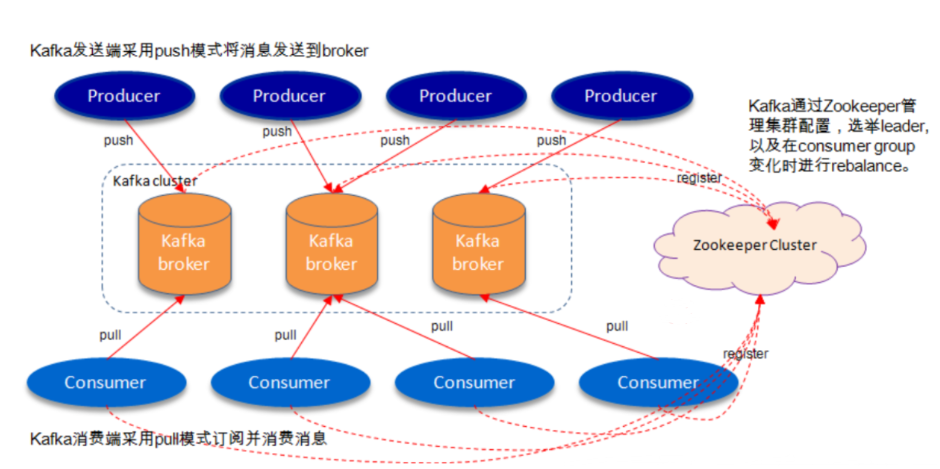 Kafka发送端采用push模式将消息发送到broker
Producer
Producer
Producer
Producer
Kafka通过Zookeeper管
理集群配置，选举leader,
以及在consumer group
变化时进行rebalance。
push
push
push
push
Kafka cluster
register
Kafka
broker
Kafka
broker
Kafka
broker
Zookeeper Cluster
pull
pull
pull
pull
register
Consumer
Consumer
Consumer
Consumer
Kafka消费端采用pull模式订阅并消费消息